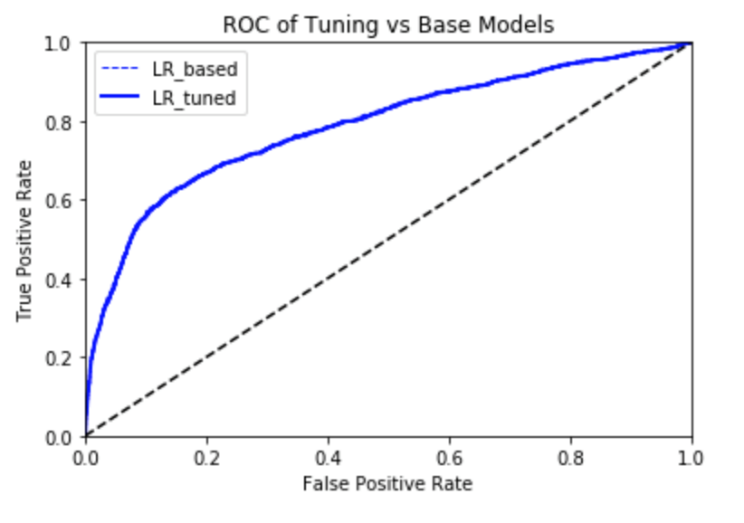 ROC of Tuning vs Base Models
1.0
0.8
0.6
0.4
0.2
0.0
True Positive Rate
LR_based
LR_tuned
0.0 0.2 0.4 0.6 0.8 1.0
False Positive Rate